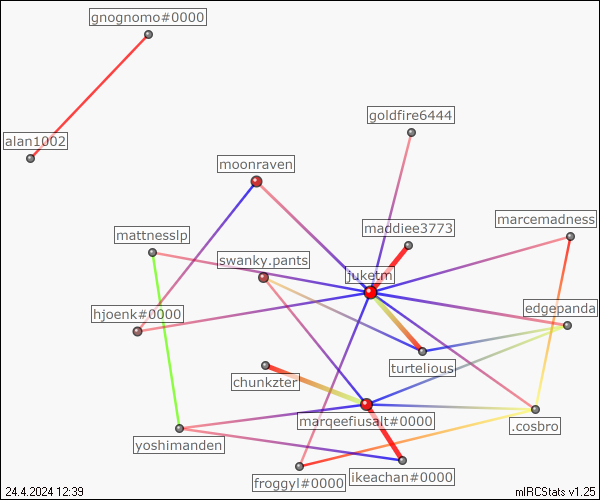 gnognomo#0000
alan1002
goldfire6444
moonraven
marcemadness
maddiee3773
mattnesslp
swanky.pants
juketm
edgepanda
hjoenk#0000
turtelious
chunkzter
marqeefiusalt#0000
.cosbro
yoshimanden
froggyl#0000
ikeachan#0000
24.4.2024 12:39
mIRCStats v1.25